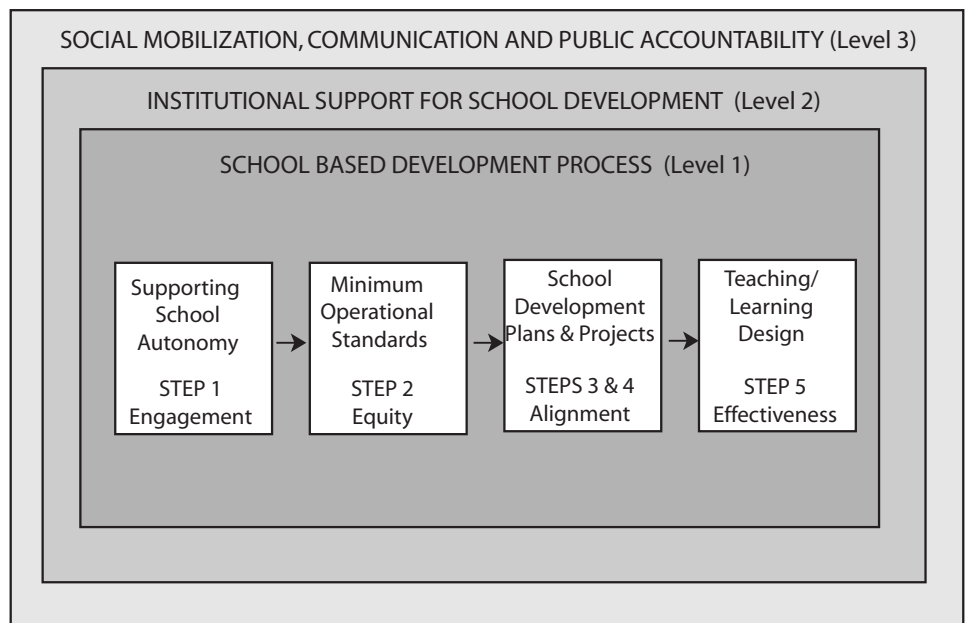 SOCIAL MOBILIZATION, COMMUNICATION AND PUBLIC ACCOUNTABILITY (Level 3)
INSTITUTIONAL SUPPORT FOR SCHOOL DEVELOPMENT (Level 2)
SCHOOL BASED DEVELOPMENT PROCESS (Level 1)
Supporting
School
Autonomy
STEP 1
Engagement
Minimum
Operational
Standards
STEP 2
Equity
School
Development
Plans & Projects
STEPS 3 & 4
Alignment
Teaching/
Learning
Design
STEP 5
Effectiveness